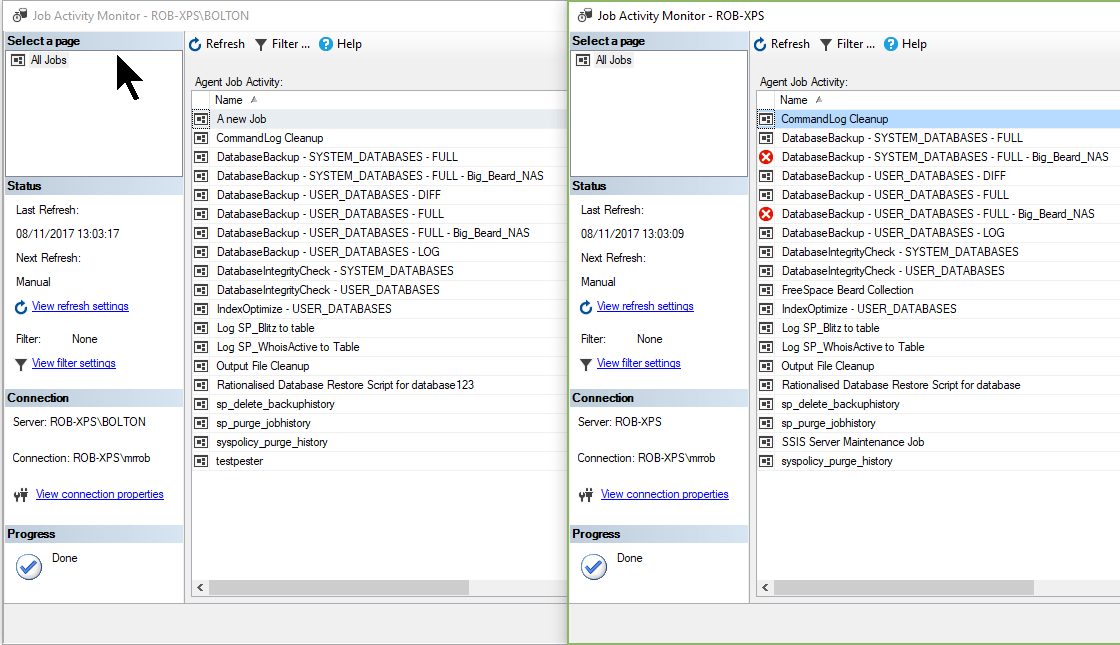 Job Activity Monitor - ROB-XPS\BOLTON
Select a page
All Jobs
Status
Last Refresh:
08/11/2017 13:03:17
Next Refresh:
Manual
View refresh settings
Filter: None
View filter settings
Connection
Server: ROB-XPS\BOLTON
Connection: ROB-XPS\mrrob
View connection properties
Progress
Done
Refresh Filter ... Help
Agent Job Activity:
Name
A new Job
CommandLog Cleanup
DatabaseBackup - SYSTEM_DATABASES - FULL
DatabaseBackup - SYSTEM_DATABASES - FULL - Big_Beard_NAS
DatabaseBackup - USER_DATABASES - DIFF
DatabaseBackup - USER_DATABASES - FULL
DatabaseBackup - USER_DATABASES - FULL - Big_Beard_NAS
DatabaseBackup - USER_DATABASES - LOG
DatabaseIntegrityCheck - SYSTEM_DATABASES
DatabaseIntegrityCheck - USER_DATABASES
IndexOptimize - USER_DATABASES
Log SP_Blitz to table
Log SP_WhoisActive to Table
Output File Cleanup
Rationalised Database Restore Script for database123
sp_delete_backuphistory
sp_purge_jobhistory
syspolicy_purge_history
testpester
Job Activity Monitor - ROB-XPS
Select a page
All Jobs
Status
Last Refresh:
08/11/2017 13:03:09
Next Refresh:
Manual
View refresh settings
Filter: None
View filter settings
Connection
Server: ROB-XPS
Connection: ROB-XPS\mrrob
View connection properties
Progress
Done
Refresh Filter ... Help
Agent Job Activity:
Name
CommandLog Cleanup
DatabaseBackup - SYSTEM_DATABASES - FULL
DatabaseBackup - SYSTEM_DATABASES - FULL - Big_Beard_NAS
DatabaseBackup - USER_DATABASES - DIFF
DatabaseBackup - USER_DATABASES - FULL
DatabaseBackup - USER_DATABASES - FULL - Big_Beard_NAS
DatabaseBackup - USER_DATABASES - LOG
DatabaseIntegrityCheck - SYSTEM_DATABASES
DatabaseIntegrityCheck - USER_DATABASES
FreeSpace Beard Collection
IndexOptimize - USER_DATABASES
Log SP_Blitz to table
Log SP_WhoisActive to Table
Output File Cleanup
Rationalised Database Restore Script for database
sp_delete_backuphistory
sp_purge_jobhistory
SSIS Server Maintenance Job
syspolicy_purge_history